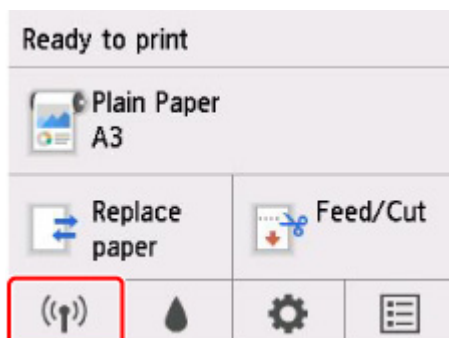 Ready to print
Plain Paper
A3
Replace
paper
Feed/Cut